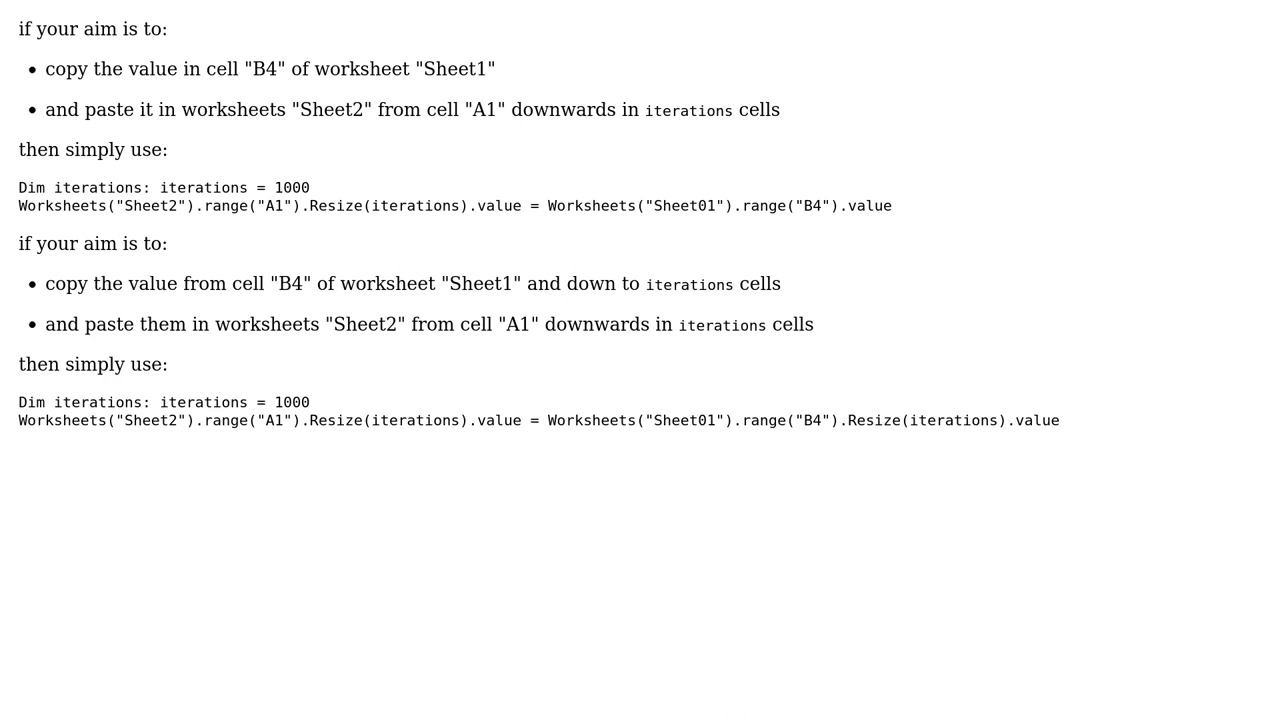 if your aim is to:
• copy the value in cell "B4" of worksheet "Sheet1"
• and paste it in worksheets "Sheet2" from cell "A1" downwards in iterations cells
then simply use:
Dim iterations: iterations = 1000
Worksheets("Sheet2").range("A1").Resize(iterations).value = Worksheets("Sheet01").range("B4").value
if your aim is to:
• copy the value from cell "B4" of worksheet "Sheet1" and down to iterations cells
• and paste them in worksheets "Sheet2" from cell "A1" downwards in iterations cells
then simply use:
Dim iterations: iterations = 1000
Worksheets("Sheet2").range("A1").Resize(iterations).value = Worksheets("Sheet01").range("B4").Resize(iterations).value